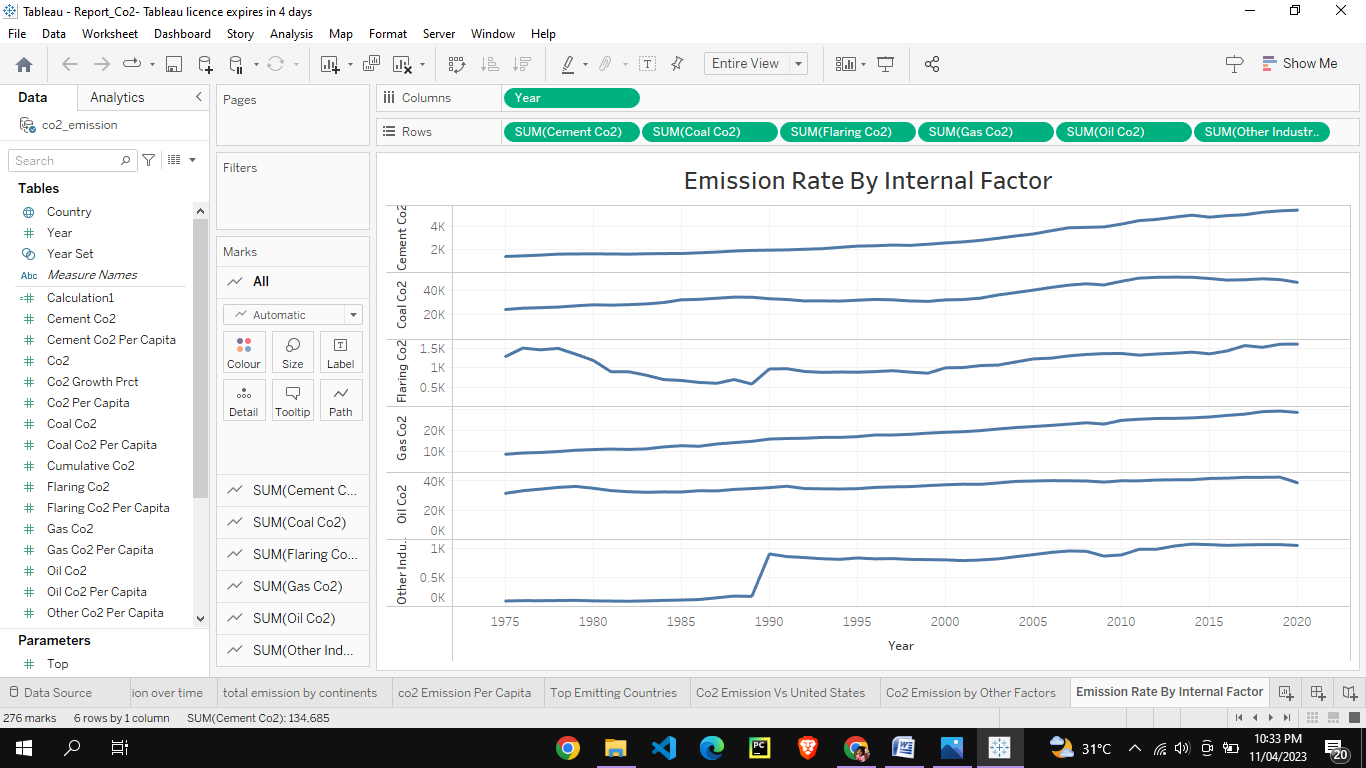 Tableau - Report_Co2- Tableau licence expires in 4 days
File Data Worksheet Dashboard Story Analysis Map Format Server Window Help
Entire View
Show Me
Data Analytics
co2_emission
Search
Tables
Country
Year
Year Set
Abc Measure Names
Calculation1
Cement Co2
Cement Co2 Per Capita
Co2
Co2 Growth Prct
Co2 Per Capita
Coal Co2
Coal Co2 Per Capita
Cumulative Co2
Flaring Co2
Flaring Co2 Per Capita
Gas Co2
Gas Co2 Per Capita
Oil Co2
Oil Co2 Per Capita
Other Co2 Per Capita
Parameters
Top
Pages
Filters
Marks
All
Automatic
Colour Size Label
Detail Tooltip Path
SUM(Cement C...
SUM(Coal Co2)
SUM(Flaring Co...
SUM(Gas Co2)
SUM(Oil Co2)
SUM(Other Ind...
Columns Year
Rows SUM(Cement Co2) SUM(Coal Co2) SUM(Flaring Co2) SUM(Gas Co2) SUM(Oil Co2) SUM(Other Industr..
Emission Rate By Internal Factor
Cement Co2
4K
2K
Coal Co2
40K
20K
Flaring Co2
1.5K
1K
0.5K
Gas Co2
20K
10K
Oil Co2
40K
20K
0K
Other Indu..
1K
0.5K
0K
1975 1980 1985 1990 1995 2000 2005 2010 2015 2020
Year
Data Source ion over time total emission by continents co2 Emission Per Capita Top Emitting Countries Co2 Emission Vs United States Co2 Emission by Other Factors Emission Rate By Internal Factor
276 marks 6 rows by 1 column SUM(Cement Co2): 134,685
PC
31°C
10:33 PM
11/04/2023
20